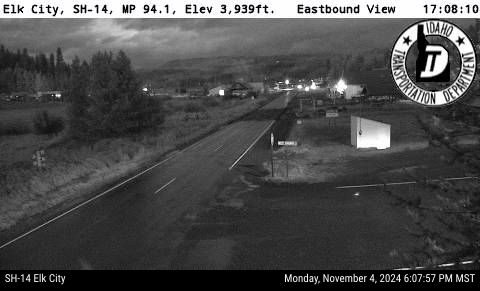 Elk City, SH-14, MP 94.1, Elev 3,939ft. Eastbound View 17:08:10
IDAHO
TRANSPORTATION DEPARTMENT
SH-14 Elk City Monday, November 4, 2024 6:07:57 PM MST